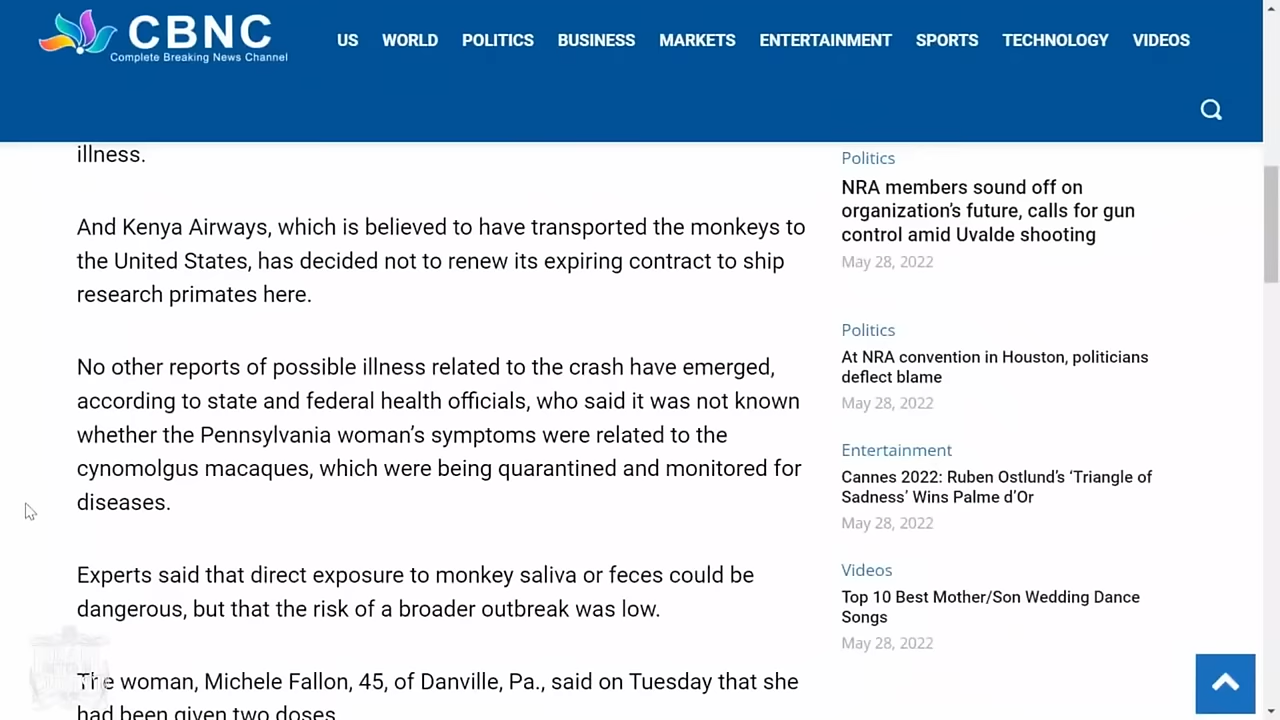 CBNC
Complete Breaking News Channel
US WORLD POLITICS BUSINESS MARKETS ENTERTAINMENT SPORTS TECHNOLOGY VIDEOS
illness.
And Kenya Airways, which is believed to have transported the monkeys to
the United States, has decided not to renew its expiring contract to ship
research primates here.
No other reports of possible illness related to the crash have emerged,
according to state and federal health officials, who said it was not known
whether the Pennsylvania woman’s symptoms were related to the
cynomolgus macaques, which were being quarantined and monitored for
diseases.
Experts said that direct exposure to monkey saliva or feces could be
dangerous, but that the risk of a broader outbreak was low.
The woman, Michele Fallon, 45, of Danville, Pa., said on Tuesday that she
had been given two doses
Politics
NRA members sound off on
organization’s future, calls for gun
control amid Uvalde shooting
May 28, 2022
Politics
At NRA convention in Houston, politicians
deflect blame
May 28, 2022
Entertainment
Cannes 2022: Ruben Ostlund’s ‘Triangle of
Sadness’ Wins Palme d’Or
May 28, 2022
Videos
Top 10 Best Mother/Son Wedding Dance
Songs
May 28, 2022